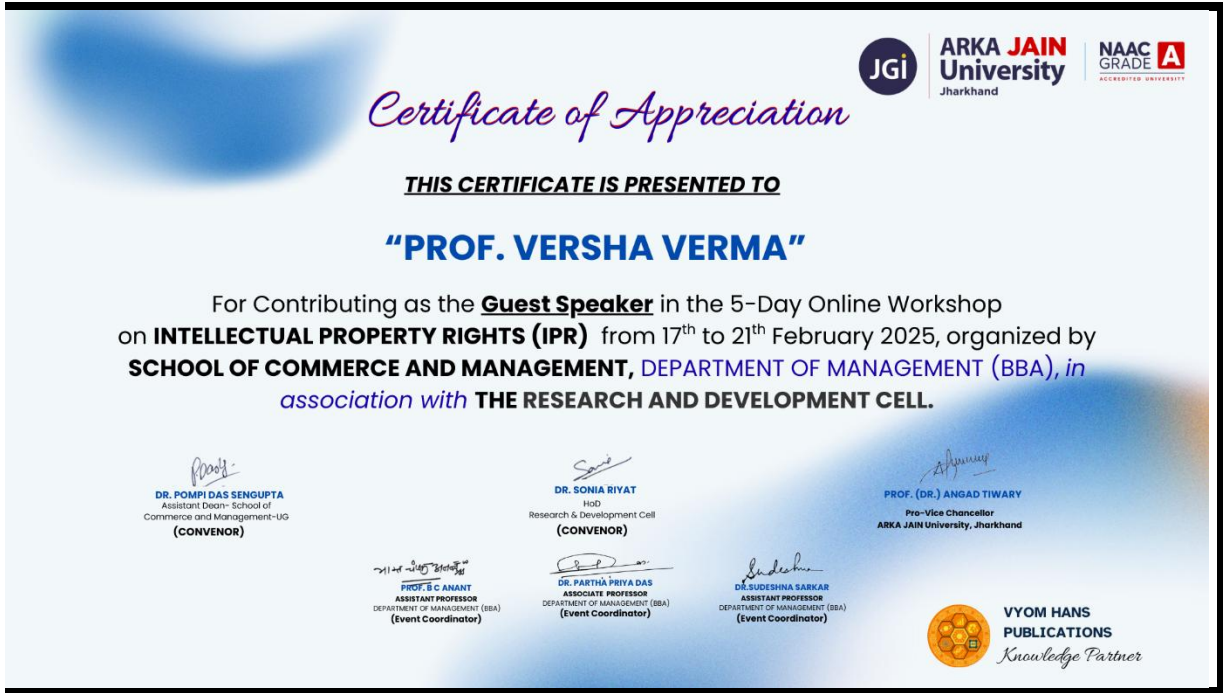 JGi
ARKA JAIN
University
Jharkhand
NAAC
GRADE A
ACCREDITED UNIVERSITY
Certificate of Appreciation
THIS CERTIFICATE IS PRESENTED TO
“PROF. VERSHA VERMA”
For Contributing as the Guest Speaker in the 5-Day Online Workshop
on INTELLECTUAL PROPERTY RIGHTS (IPR) from 17th to 21th February 2025, organized by
SCHOOL OF COMMERCE AND MANAGEMENT, DEPARTMENT OF MANAGEMENT (BBA), in
association with THE RESEARCH AND DEVELOPMENT CELL.
DR. POMPI DAS SENGUPTA
Assistant Dean- School of
Commerce and Management-UG
(CONVENOR)
DR. SONIA RIYAT
HoD
Research & Development Cell
(CONVENOR)
PROF. (DR.) ANGAD TIWARY
Pro-Vice Chancellor
ARKA JAIN University, Jharkhand
PROF. B C ANANT
ASSISTANT PROFESSOR
DEPARTMENT OF MANAGEMENT (BBA)
(Event Coordinator)
DR. PARTHA PRIYA DAS
ASSOCIATE PROFESSOR
DEPARTMENT OF MANAGEMENT (BBA)
(Event Coordinator)
Sudeshna
DR.SUDESHNA SARKAR
ASSISTANT PROFESSOR
DEPARTMENT OF MANAGEMENT (BBA)
(Event Coordinator)
VYOM HANS
PUBLICATIONS
Knowledge Partner